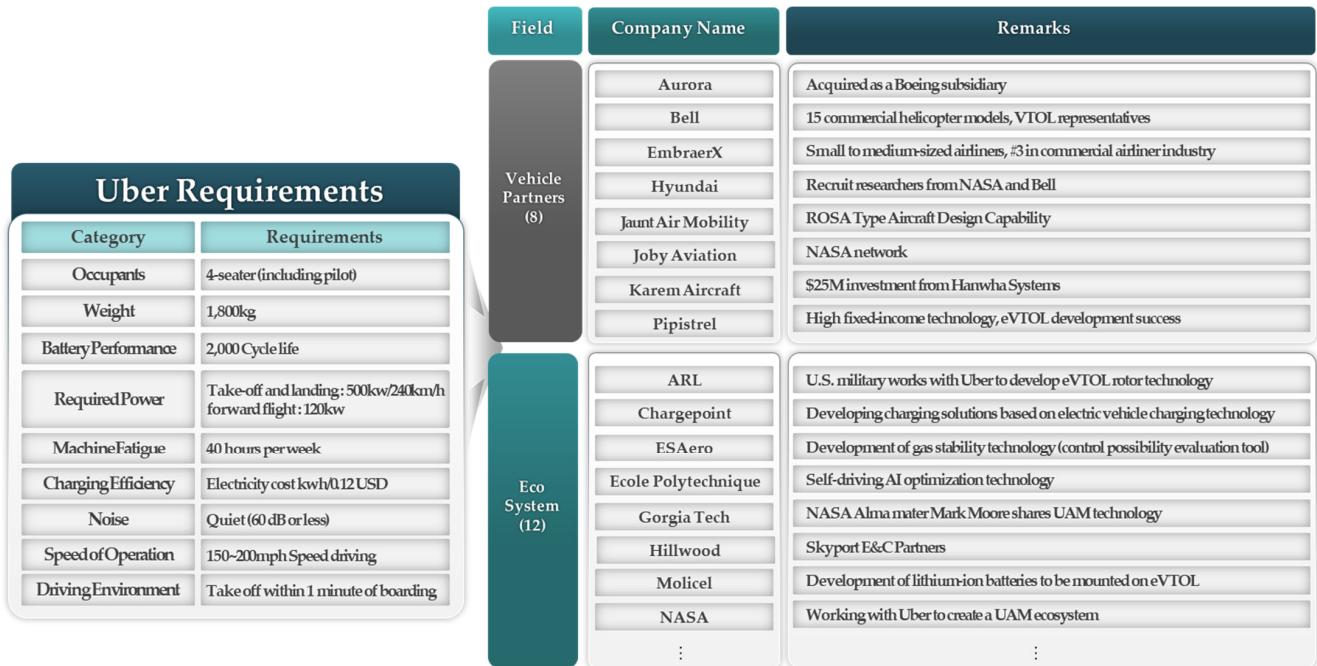 Uber Requirements
Category Requirements
Occupants 4-seater (including pilot)
Weight 1,800kg
Battery Performance 2,000 Cycle life
Required Power Take-off and landing : 500kw/240km/h
forward flight : 120kw
Machine Fatigue 40 hours per week
Charging Efficiency Electricity cost kwh/0.12 USD
Noise Quiet (60 dB or less)
Speed of Operation 150~200mph Speed driving
Driving Environment Take off within 1 minute of boarding
Field Company Name Remarks
Vehicle
Partners
(8)
Aurora Acquired as a Boeing subsidiary
Bell 15 commercial helicopter models, VTOL representatives
EmbraerX Small to medium-sized airliners, #3 in commercial airliner industry
Hyundai Recruit researchers from NASA and Bell
Jaunt Air Mobility ROSA Type Aircraft Design Capability
Joby Aviation NASA network
Karem Aircraft $25M investment from Hanwha Systems
Pipistrel High fixed-income technology, eVTOL development success
Eco
System
(12)
ARL U.S. military works with Uber to develop eVTOL rotor technology
Chargepoint Developing charging solutions based on electric vehicle charging technology
ESAero Development of gas stability technology (control possibility evaluation tool)
Ecole Polytechnique Self-driving AI optimization technology
Gorgia Tech NASA Alma mater Mark Moore shares UAM technology
Hillwood Skyport E&C Partners
Molicel Development of lithium-ion batteries to be mounted on eVTOL
NASA Working with Uber to create a UAM ecosystem
⋮ ⋮